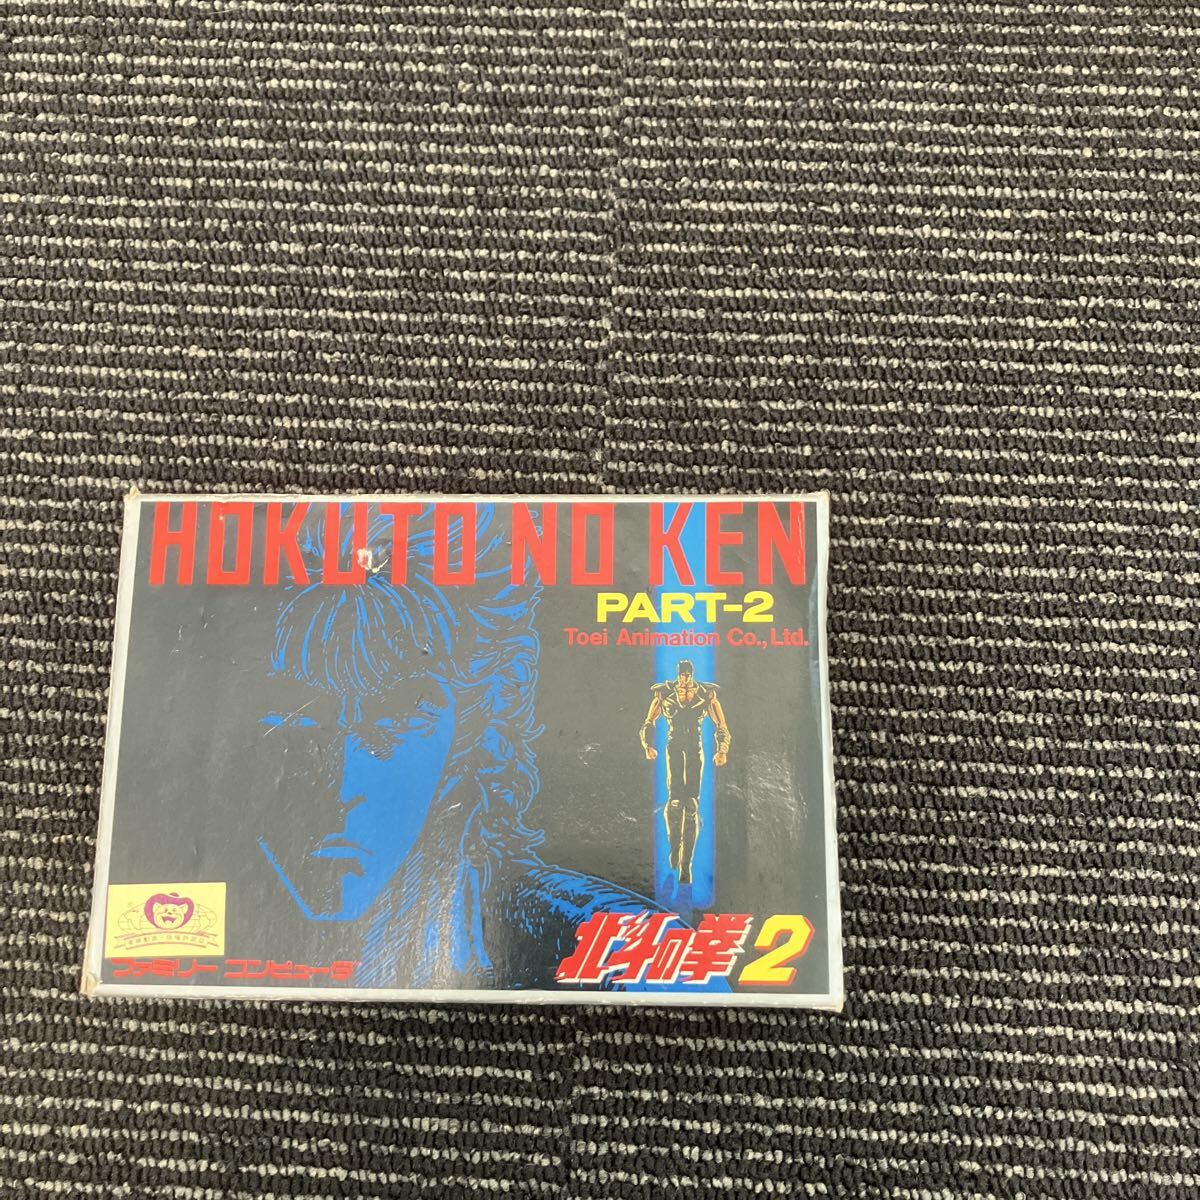 HOKUTO NO KEN
PART-2
Toei Animation Co., Ltd.
北斗の拳2
ファミリー コンピュータ